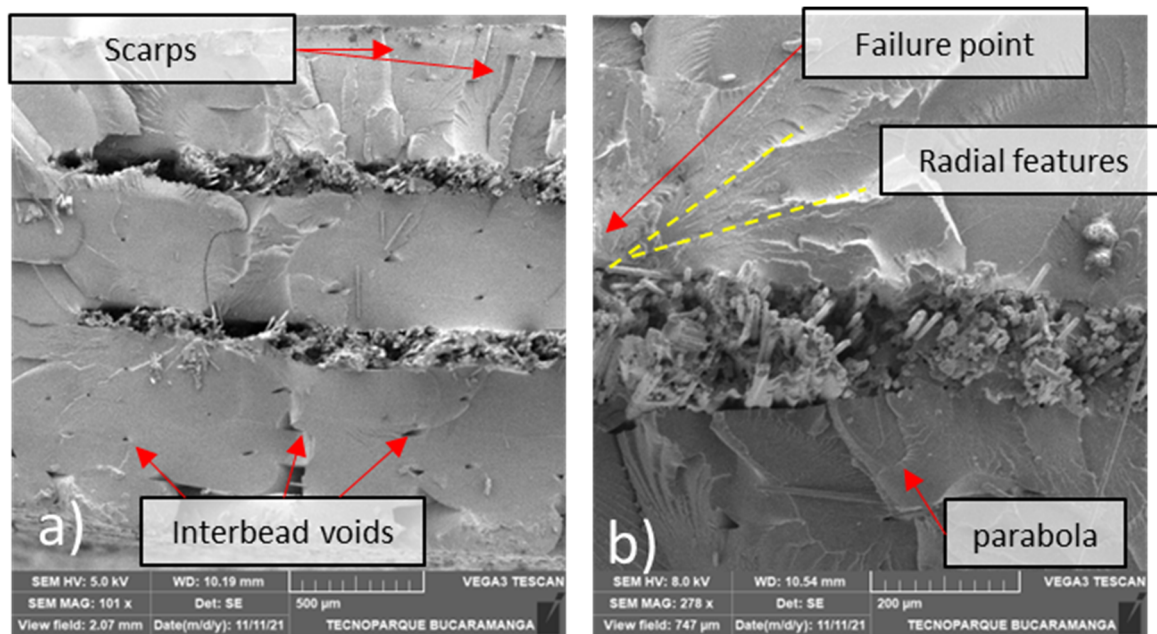 Scarps
Interbead voids
a)
SEM HV: 5.0 kV WD: 10.19 mm VEGA3 TESCAN
SEM MAG: 101 x Det: SE 500 µm
View field: 2.07 mm Date(m/d/y): 11/11/21 TECNOPARQUE BUCARAMANGA
Failure point
Radial features
parabola
b)
SEM HV: 8.0 kV WD: 10.54 mm VEGA3 TESCAN
SEM MAG: 278 x Det: SE 200 µm
View field: 747 µm Date(m/d/y): 11/11/21 TECNOPARQUE BUCARAMANGA